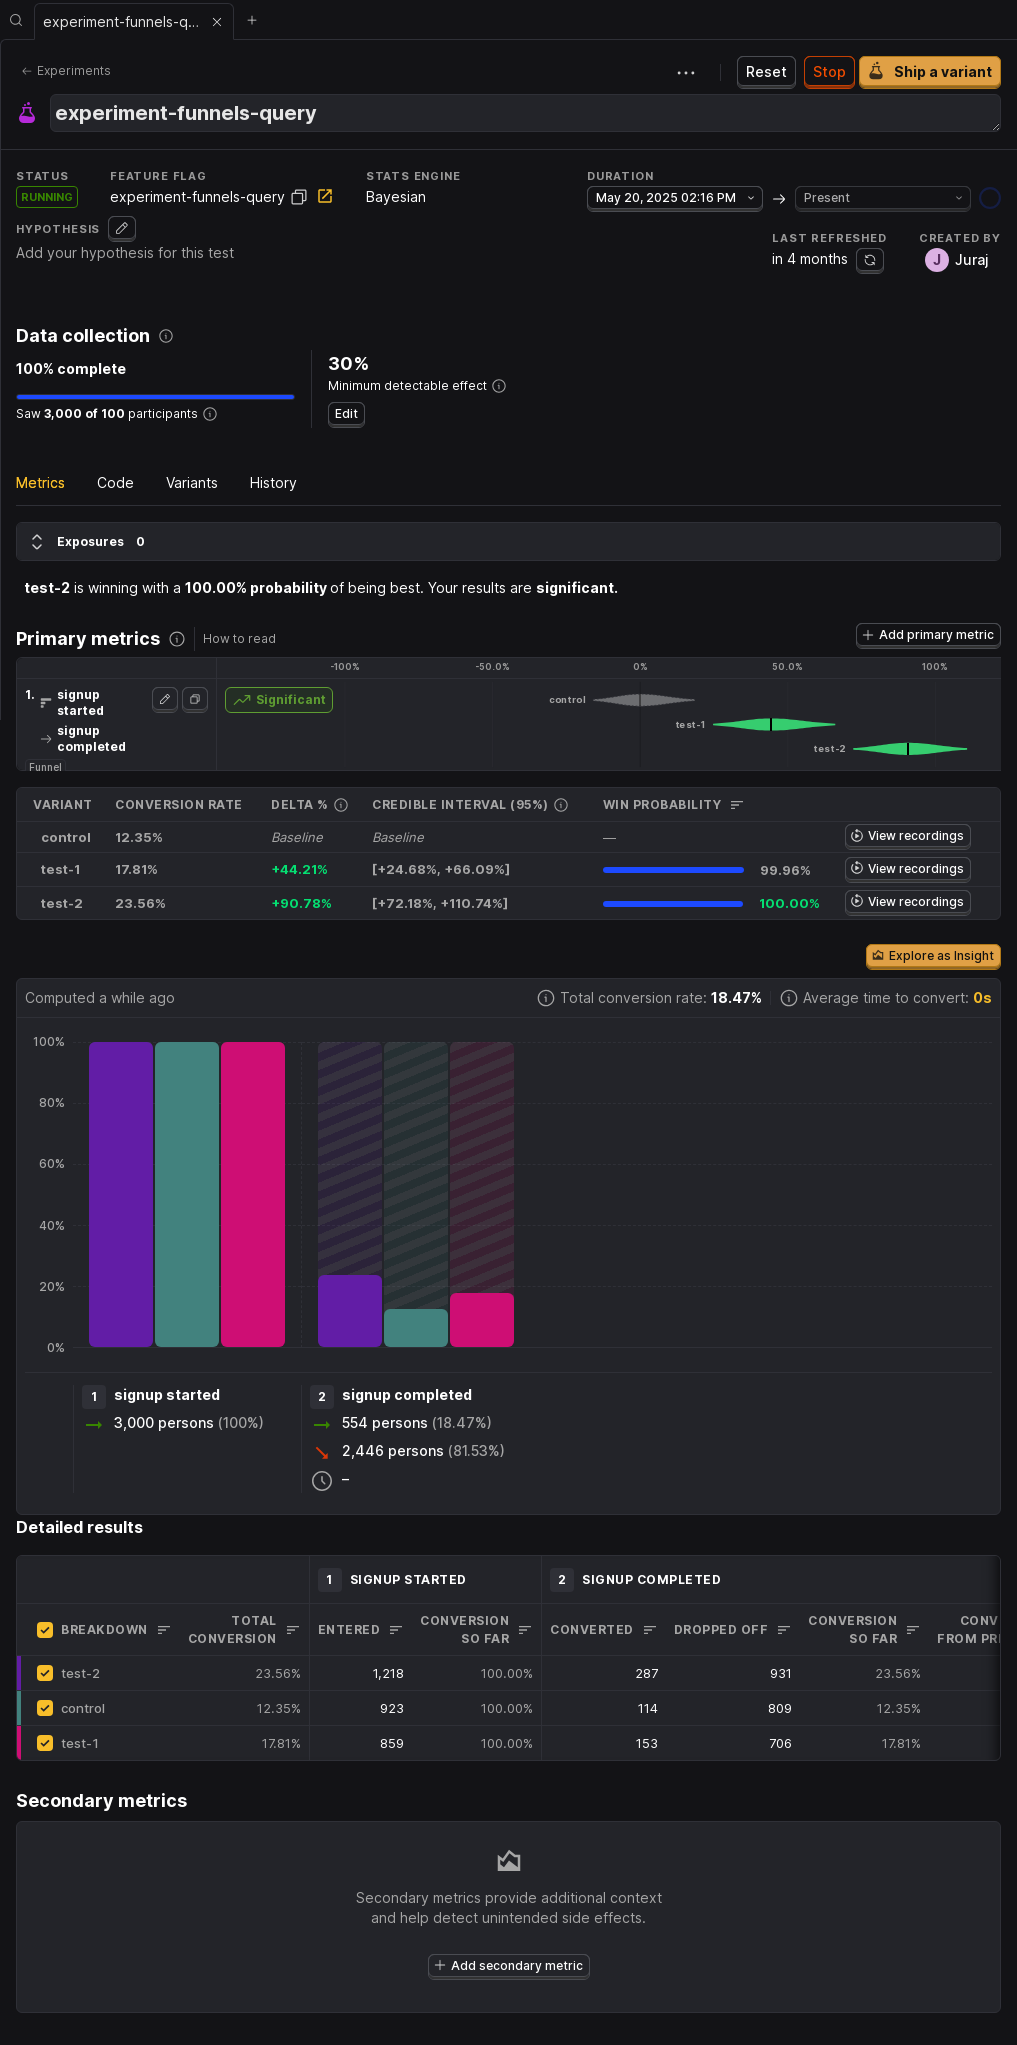 experiment-funnels-q...
Experiments
Reset
Stop
Ship a variant
experiment-funnels-query
STATUS
FEATURE FLAG
STATS ENGINE
DURATION
RUNNING
experiment-funnels-query
Bayesian
May 20, 2025 02:16 PM
Present
HYPOTHESIS
Add your hypothesis for this test
LAST REFRESHED
CREATED BY
in 4 months
J
Juraj
Data collection
100% complete
Saw 3,000 of 100 participants
30%
Minimum detectable effect
Edit
Metrics
Code
Variants
History
Exposures 0
test-2 is winning with a 100.00% probability of being best. Your results are significant.
Primary metrics
How to read
Add primary metric
-100%
-50.0%
0%
50.0%
100%
1.
signup started
signup completed
Funnel
Significant
control
test-1
test-2
VARIANT CONVERSION RATE DELTA % CREDIBLE INTERVAL (95%) WIN PROBABILITY
control 12.35% Baseline Baseline — View recordings
test-1 17.81% +44.21% [+24.68%, +66.09%] 99.96% View recordings
test-2 23.56% +90.78% [+72.18%, +110.74%] 100.00% View recordings
Explore as Insight
Computed a while ago
Total conversion rate: 18.47%
Average time to convert: 0s
100%
80%
60%
40%
20%
0%
1 signup started
3,000 persons (100%)
2 signup completed
554 persons (18.47%)
2,446 persons (81.53%)
–
Detailed results
1 SIGNUP STARTED
2 SIGNUP COMPLETED
BREAKDOWN
TOTAL CONVERSION
ENTERED
CONVERSION SO FAR
CONVERTED
DROPPED OFF
CONVERSION SO FAR
CONV
FROM PRE
test-2 23.56% 1,218 100.00% 287 931 23.56%
control 12.35% 923 100.00% 114 809 12.35%
test-1 17.81% 859 100.00% 153 706 17.81%
Secondary metrics
Secondary metrics provide additional context
and help detect unintended side effects.
Add secondary metric